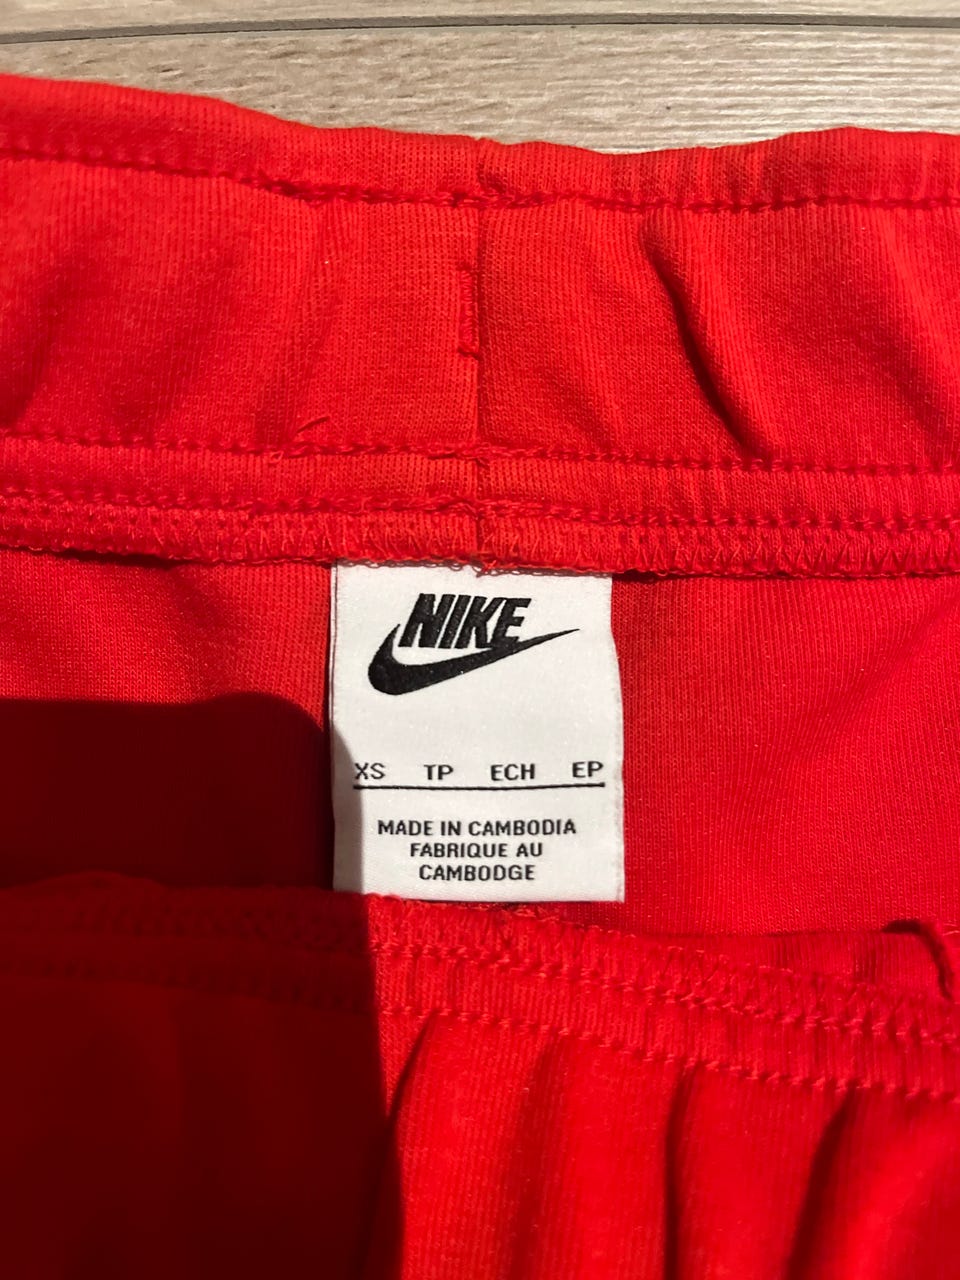 NIKE
XS TP ECH EP
MADE IN CAMBODIA
FABRIQUE AU
CAMBODGE